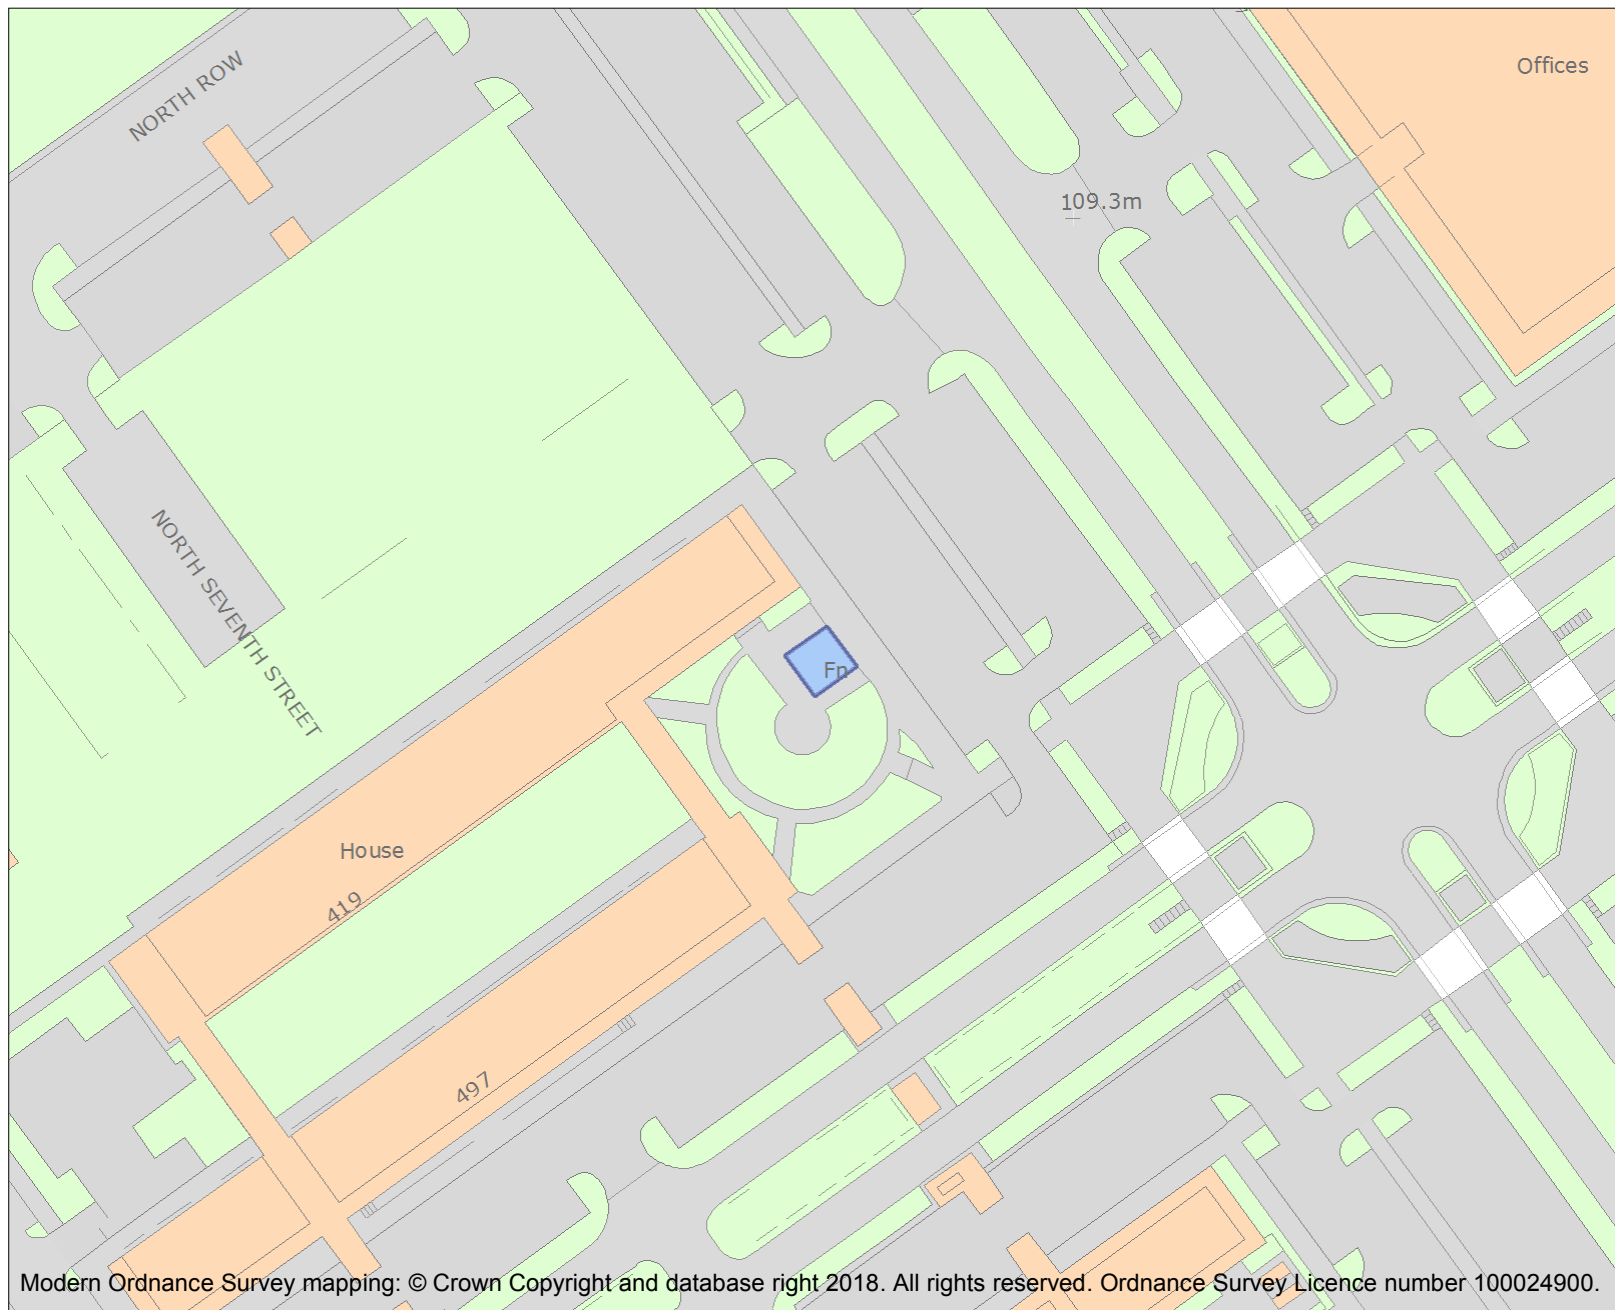 Offices
NORTH ROW
109.3m
NORTH SEVENTH STREET
Fn
House
419
497
Modern Ordnance Survey mapping: © Crown Copyright and database right 2018. All rights reserved. Ordnance Survey Licence number 100024900.